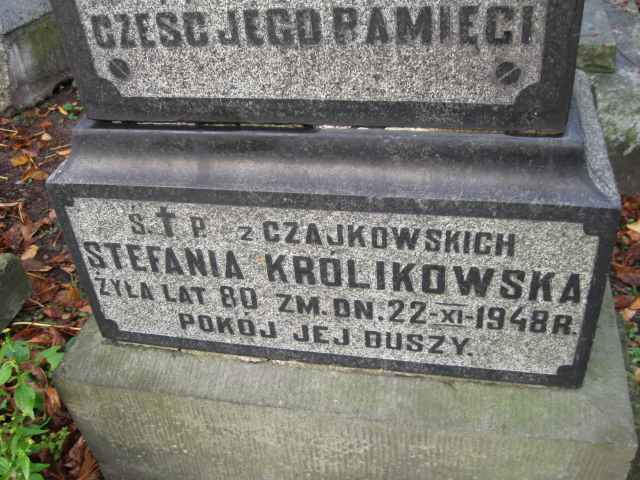 CZEŚĆ JEGO PAMIĘCI
Ś.✝P. z CZAJKOWSKICH
STEFANIA KRÓLIKOWSKA
ŻYŁA LAT 80 ZM. DN. 22-XI-1948 R.
POKÓJ JEJ DUSZY.